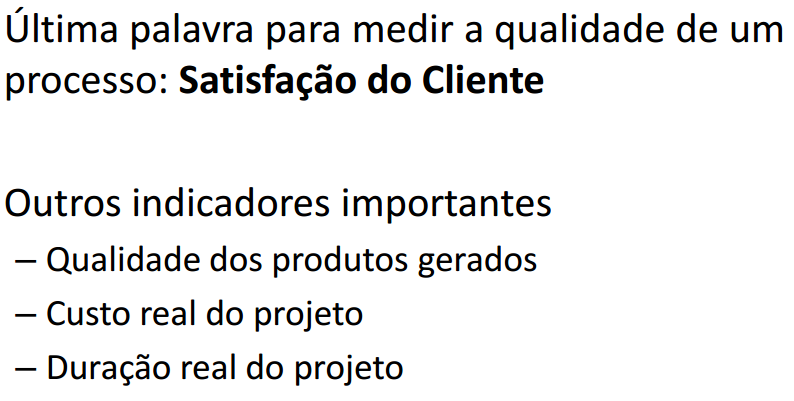 Última palavra para medir a qualidade de um
processo: Satisfação do Cliente
Outros indicadores importantes
– Qualidade dos produtos gerados
– Custo real do projeto
– Duração real do projeto